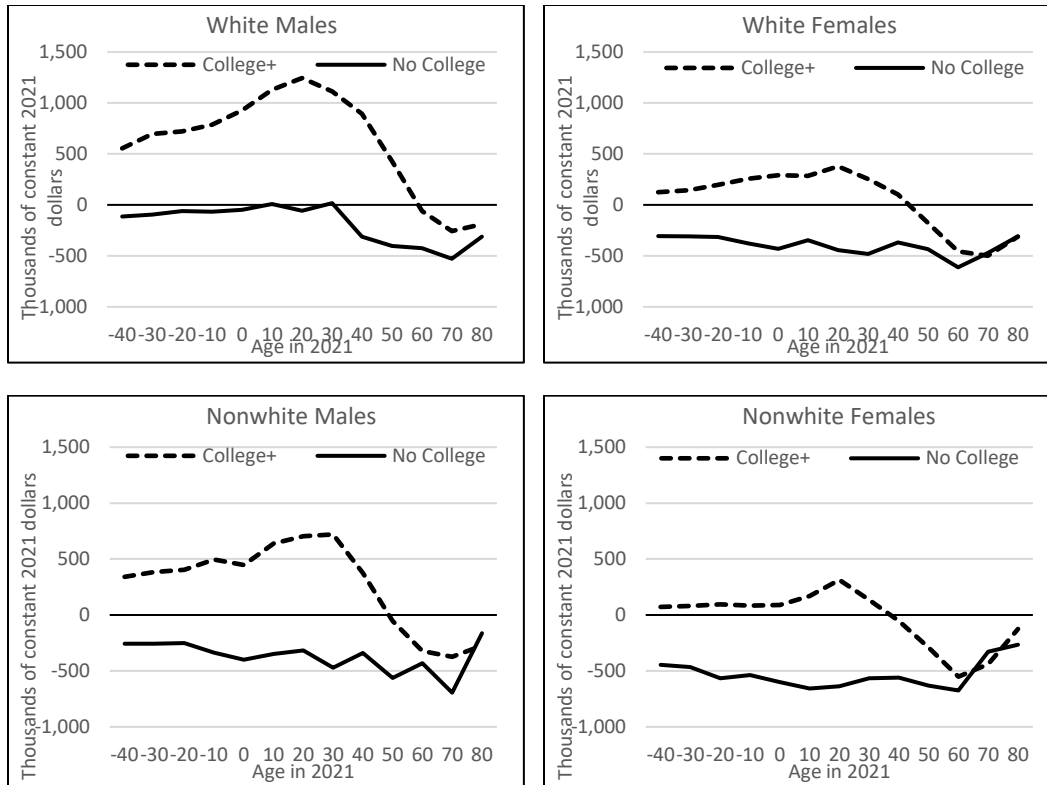 White Males
1,500
1,000
500
0
-500
-1,000
Thousands of constant 2021
dollars
College+ No College
-40 -30 -20 -10 0 10 20 30 40 50 60 70 80
Age in 2021
White Females
1,500
1,000
500
0
-500
-1,000
Thousands of constant 2021
dollars
College+ No College
-40 -30 -20 -10 0 10 20 30 40 50 60 70 80
Age in 2021
Nonwhite Males
1,500
1,000
500
0
-500
-1,000
Thousands of constant 2021 dollars
College+ No College
-40 -30 -20 -10 0 10 20 30 40 50 60 70 80
Age in 2021
Nonwhite Females
1,500
1,000
500
0
-500
-1,000
Thousands of constant 2021 dollars
College+ No College
-40 -30 -20 -10 0 10 20 30 40 50 60 70 80
Age in 2021